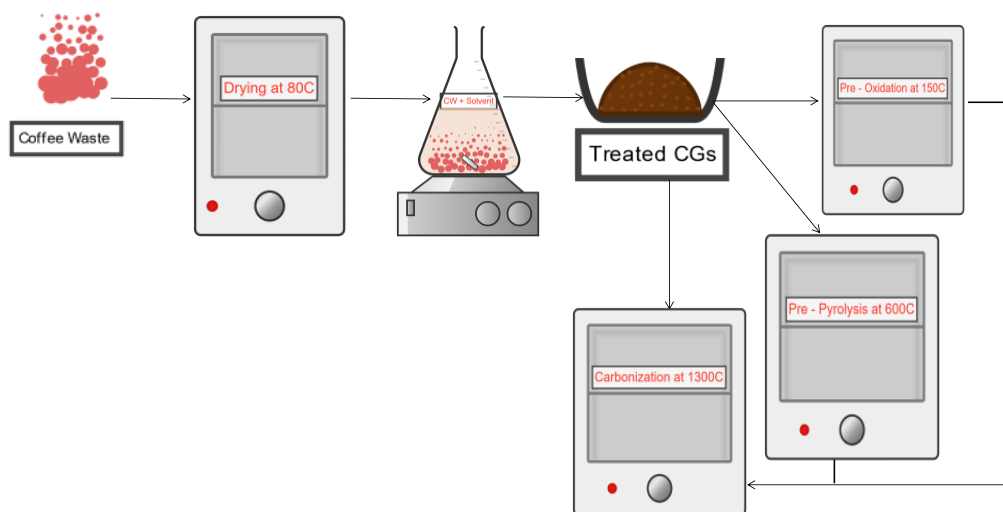 Coffee Waste
Drying at 80C
CW + Solvent
Treated CGs
Pre - Oxidation at 150C
Pre - Pyrolysis at 600C
Carbonization at 1300C